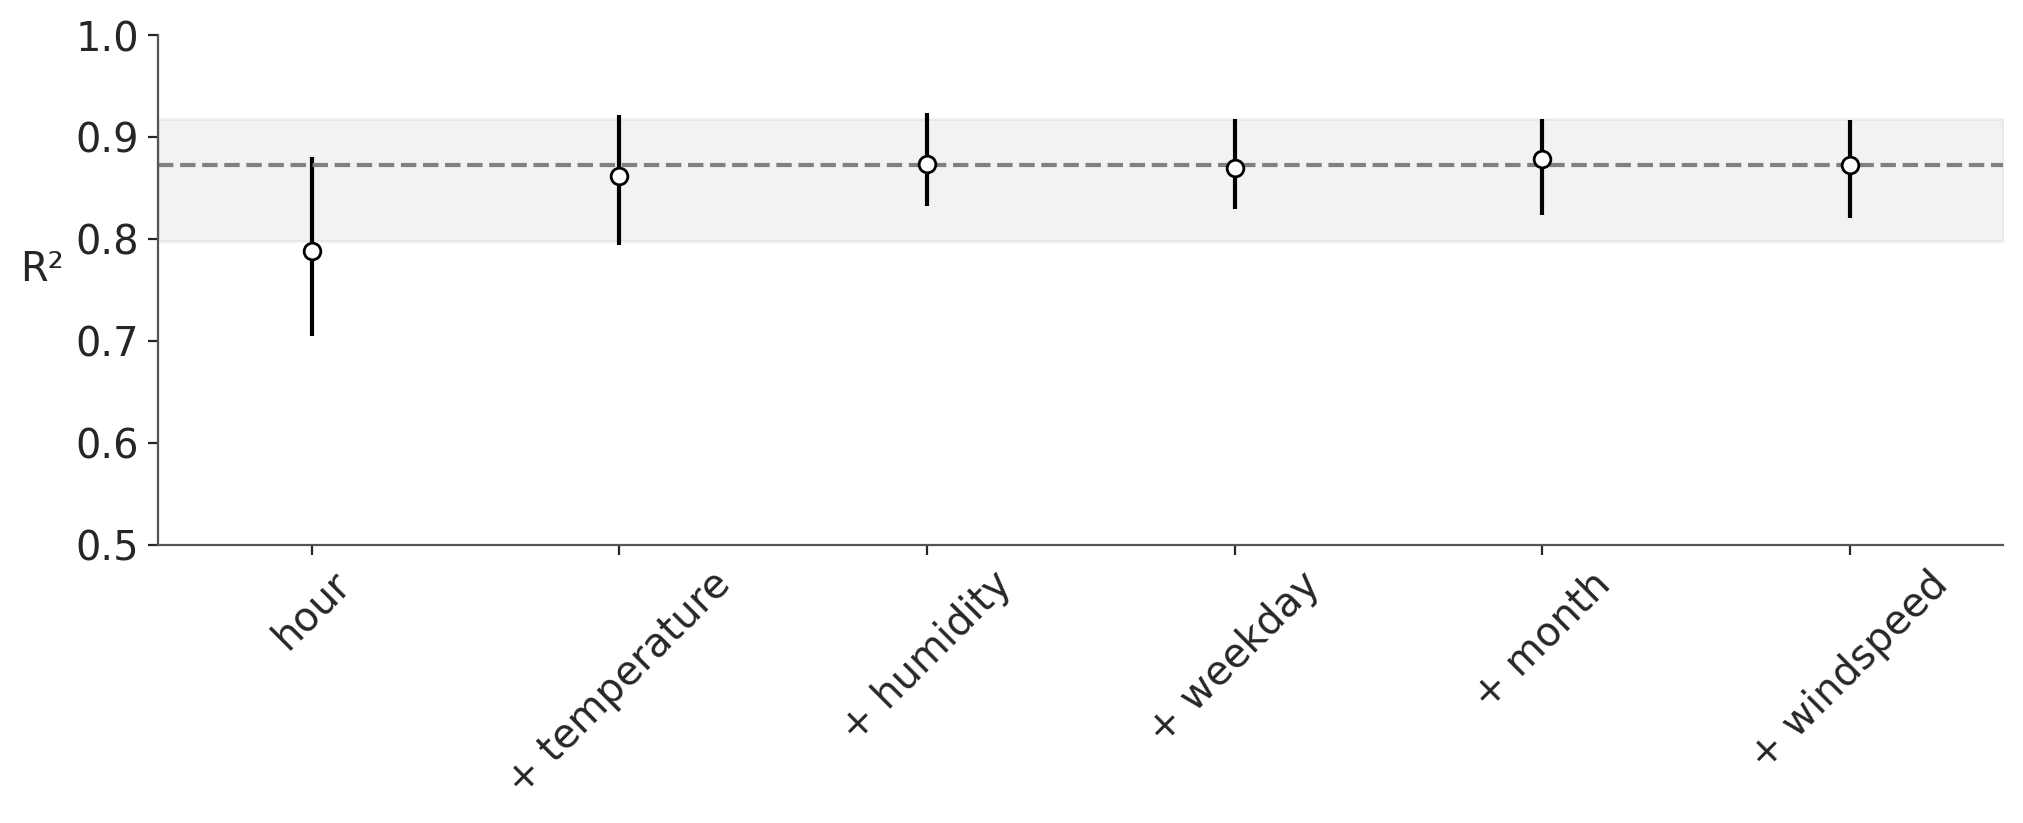 1.0
0.9
0.8
0.7
0.6
0.5
R²
hour
+ temperature
+ humidity
+ weekday
+ month
+ windspeed